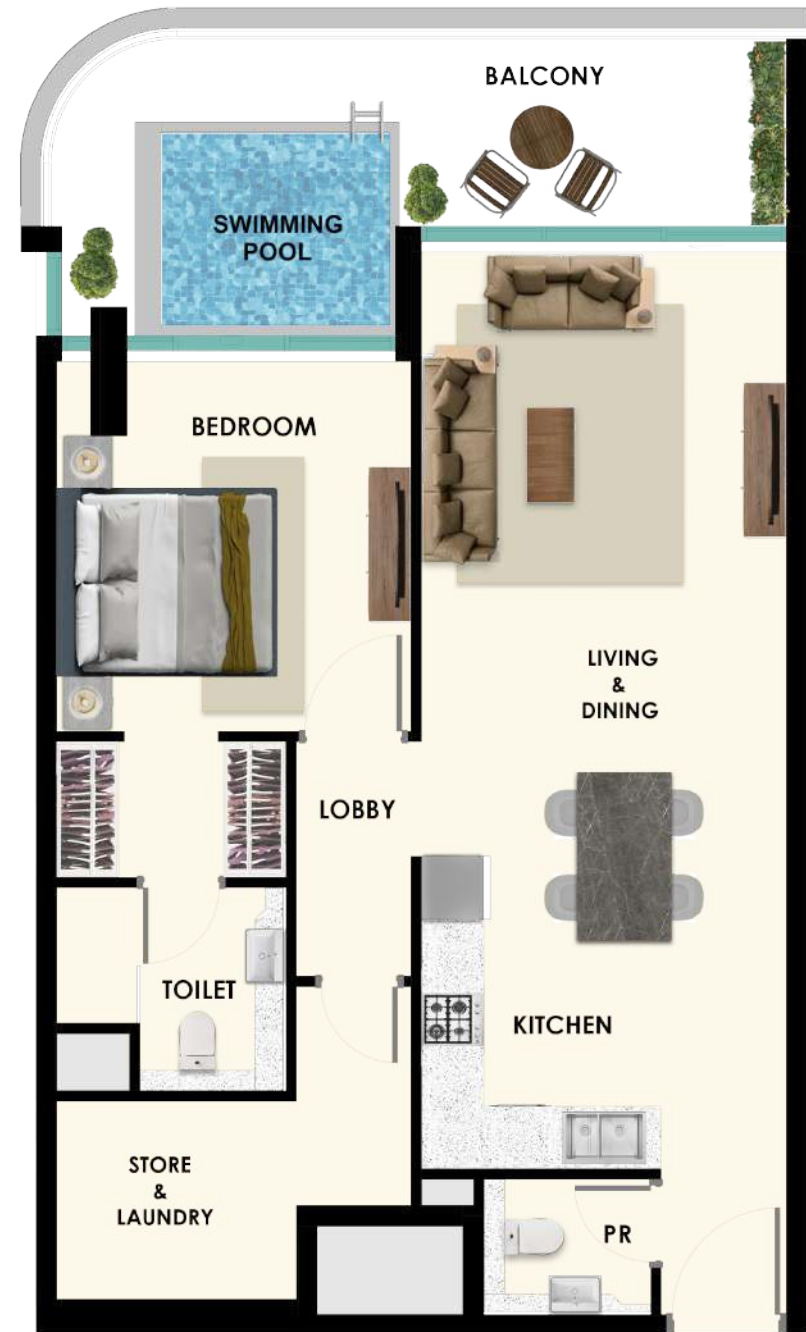 BALCONY
SWIMMING
POOL
BEDROOM
LIVING
&
DINING
LOBBY
TOILET
KITCHEN
STORE
&
LAUNDRY
PR